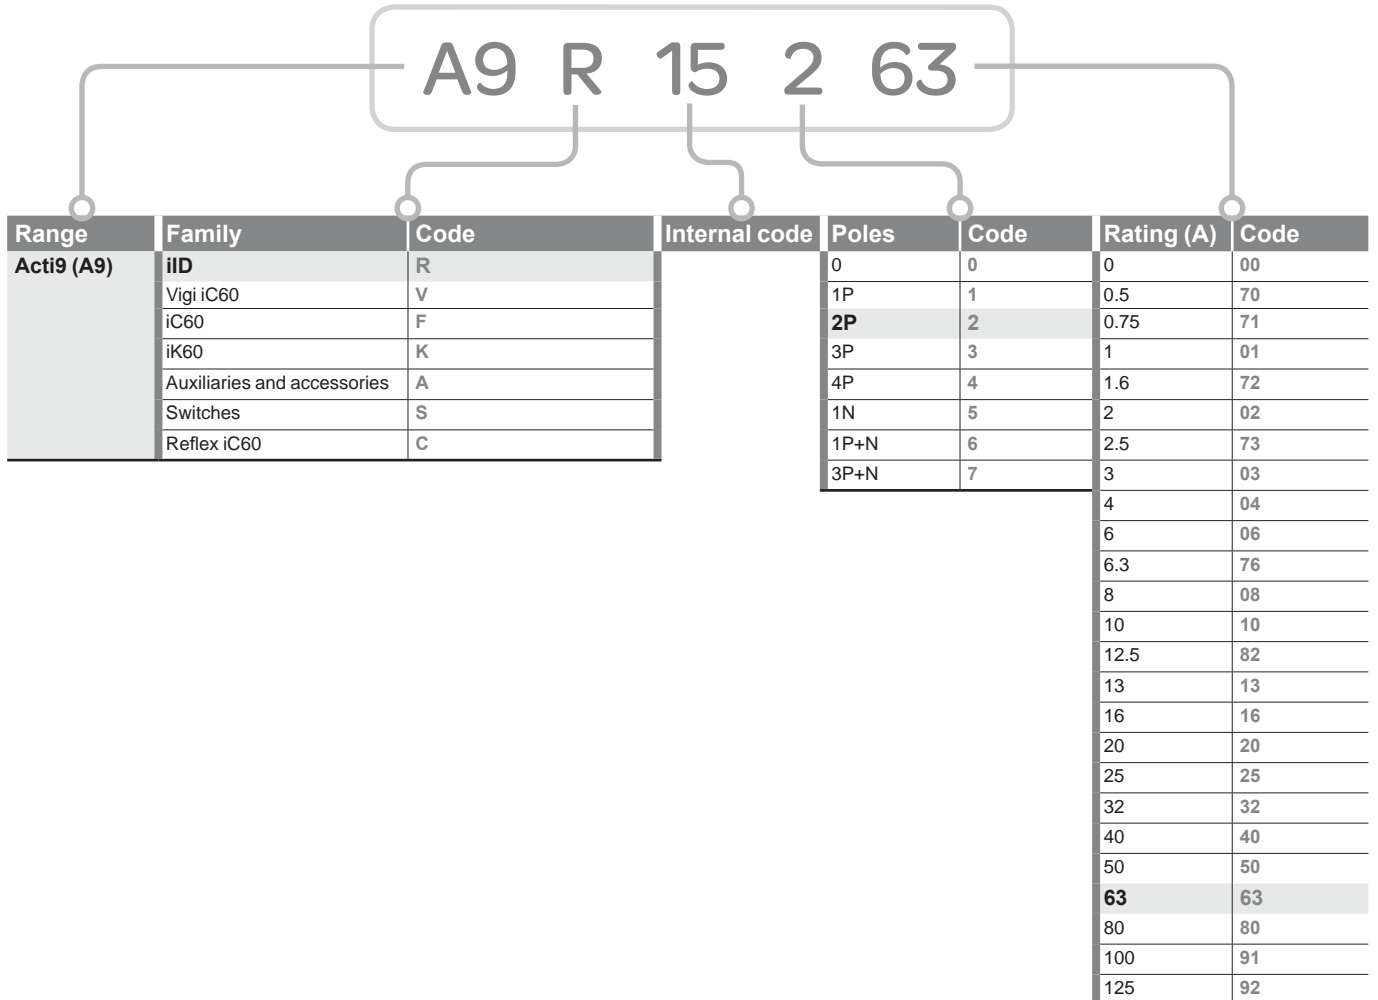 A9 R 15 2 63
Range Family Code Internal code Poles Code Rating (A) Code
Acti9 (A9) iID R 0 0 0 00
Vigi iC60 V 1P 1 0.5 70
iC60 F 2P 2 0.75 71
iK60 K 3P 3 1 01
Auxiliaries and accessories A 4P 4 1.6 72
Switches S 1N 5 2 02
Reflex iC60 C 1P+N 6 2.5 73
3P+N 7 3 03
4 04
6 06
6.3 76
8 08
10 10
12.5 82
13 13
16 16
20 20
25 25
32 32
40 40
50 50
63 63
80 80
100 91
125 92